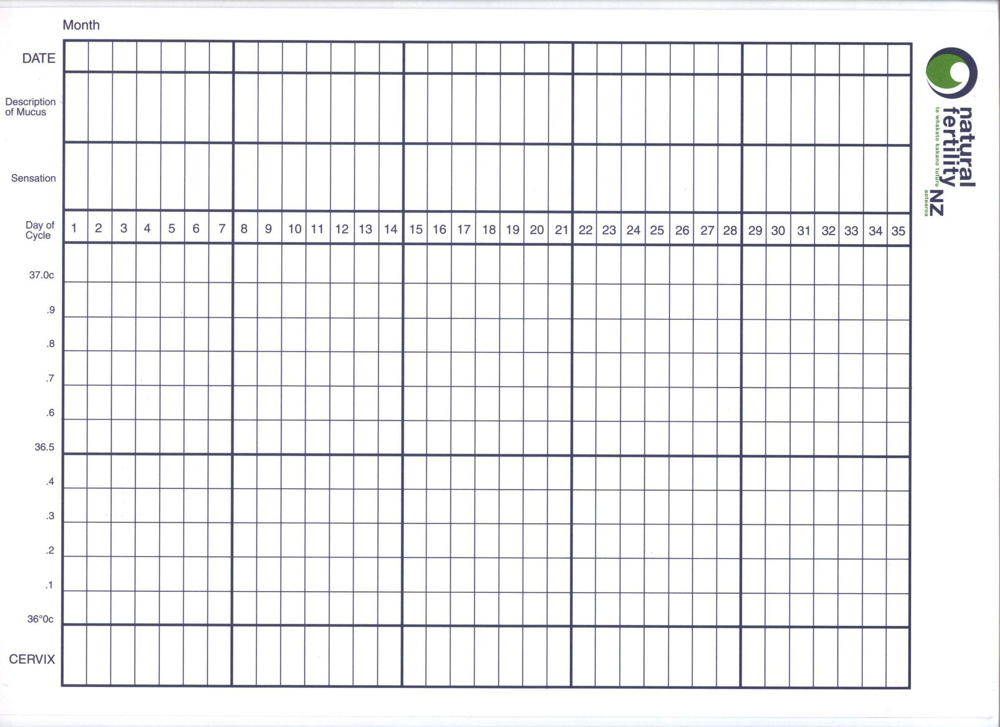 Month
DATE
Description
of Mucus
Sensation
Day of
Cycle
1 2 3 4 5 6 7 8 9 10 11 12 13 14 15 16 17 18 19 20 21 22 23 24 25 26 27 28 29 30 31 32 33 34 35
37.0c
.9
.8
.7
.6
36.5
.4
.3
.2
.1
36°0c
CERVIX
natural
fertility
te whakato kakano tuturu
NZ
aotearoa